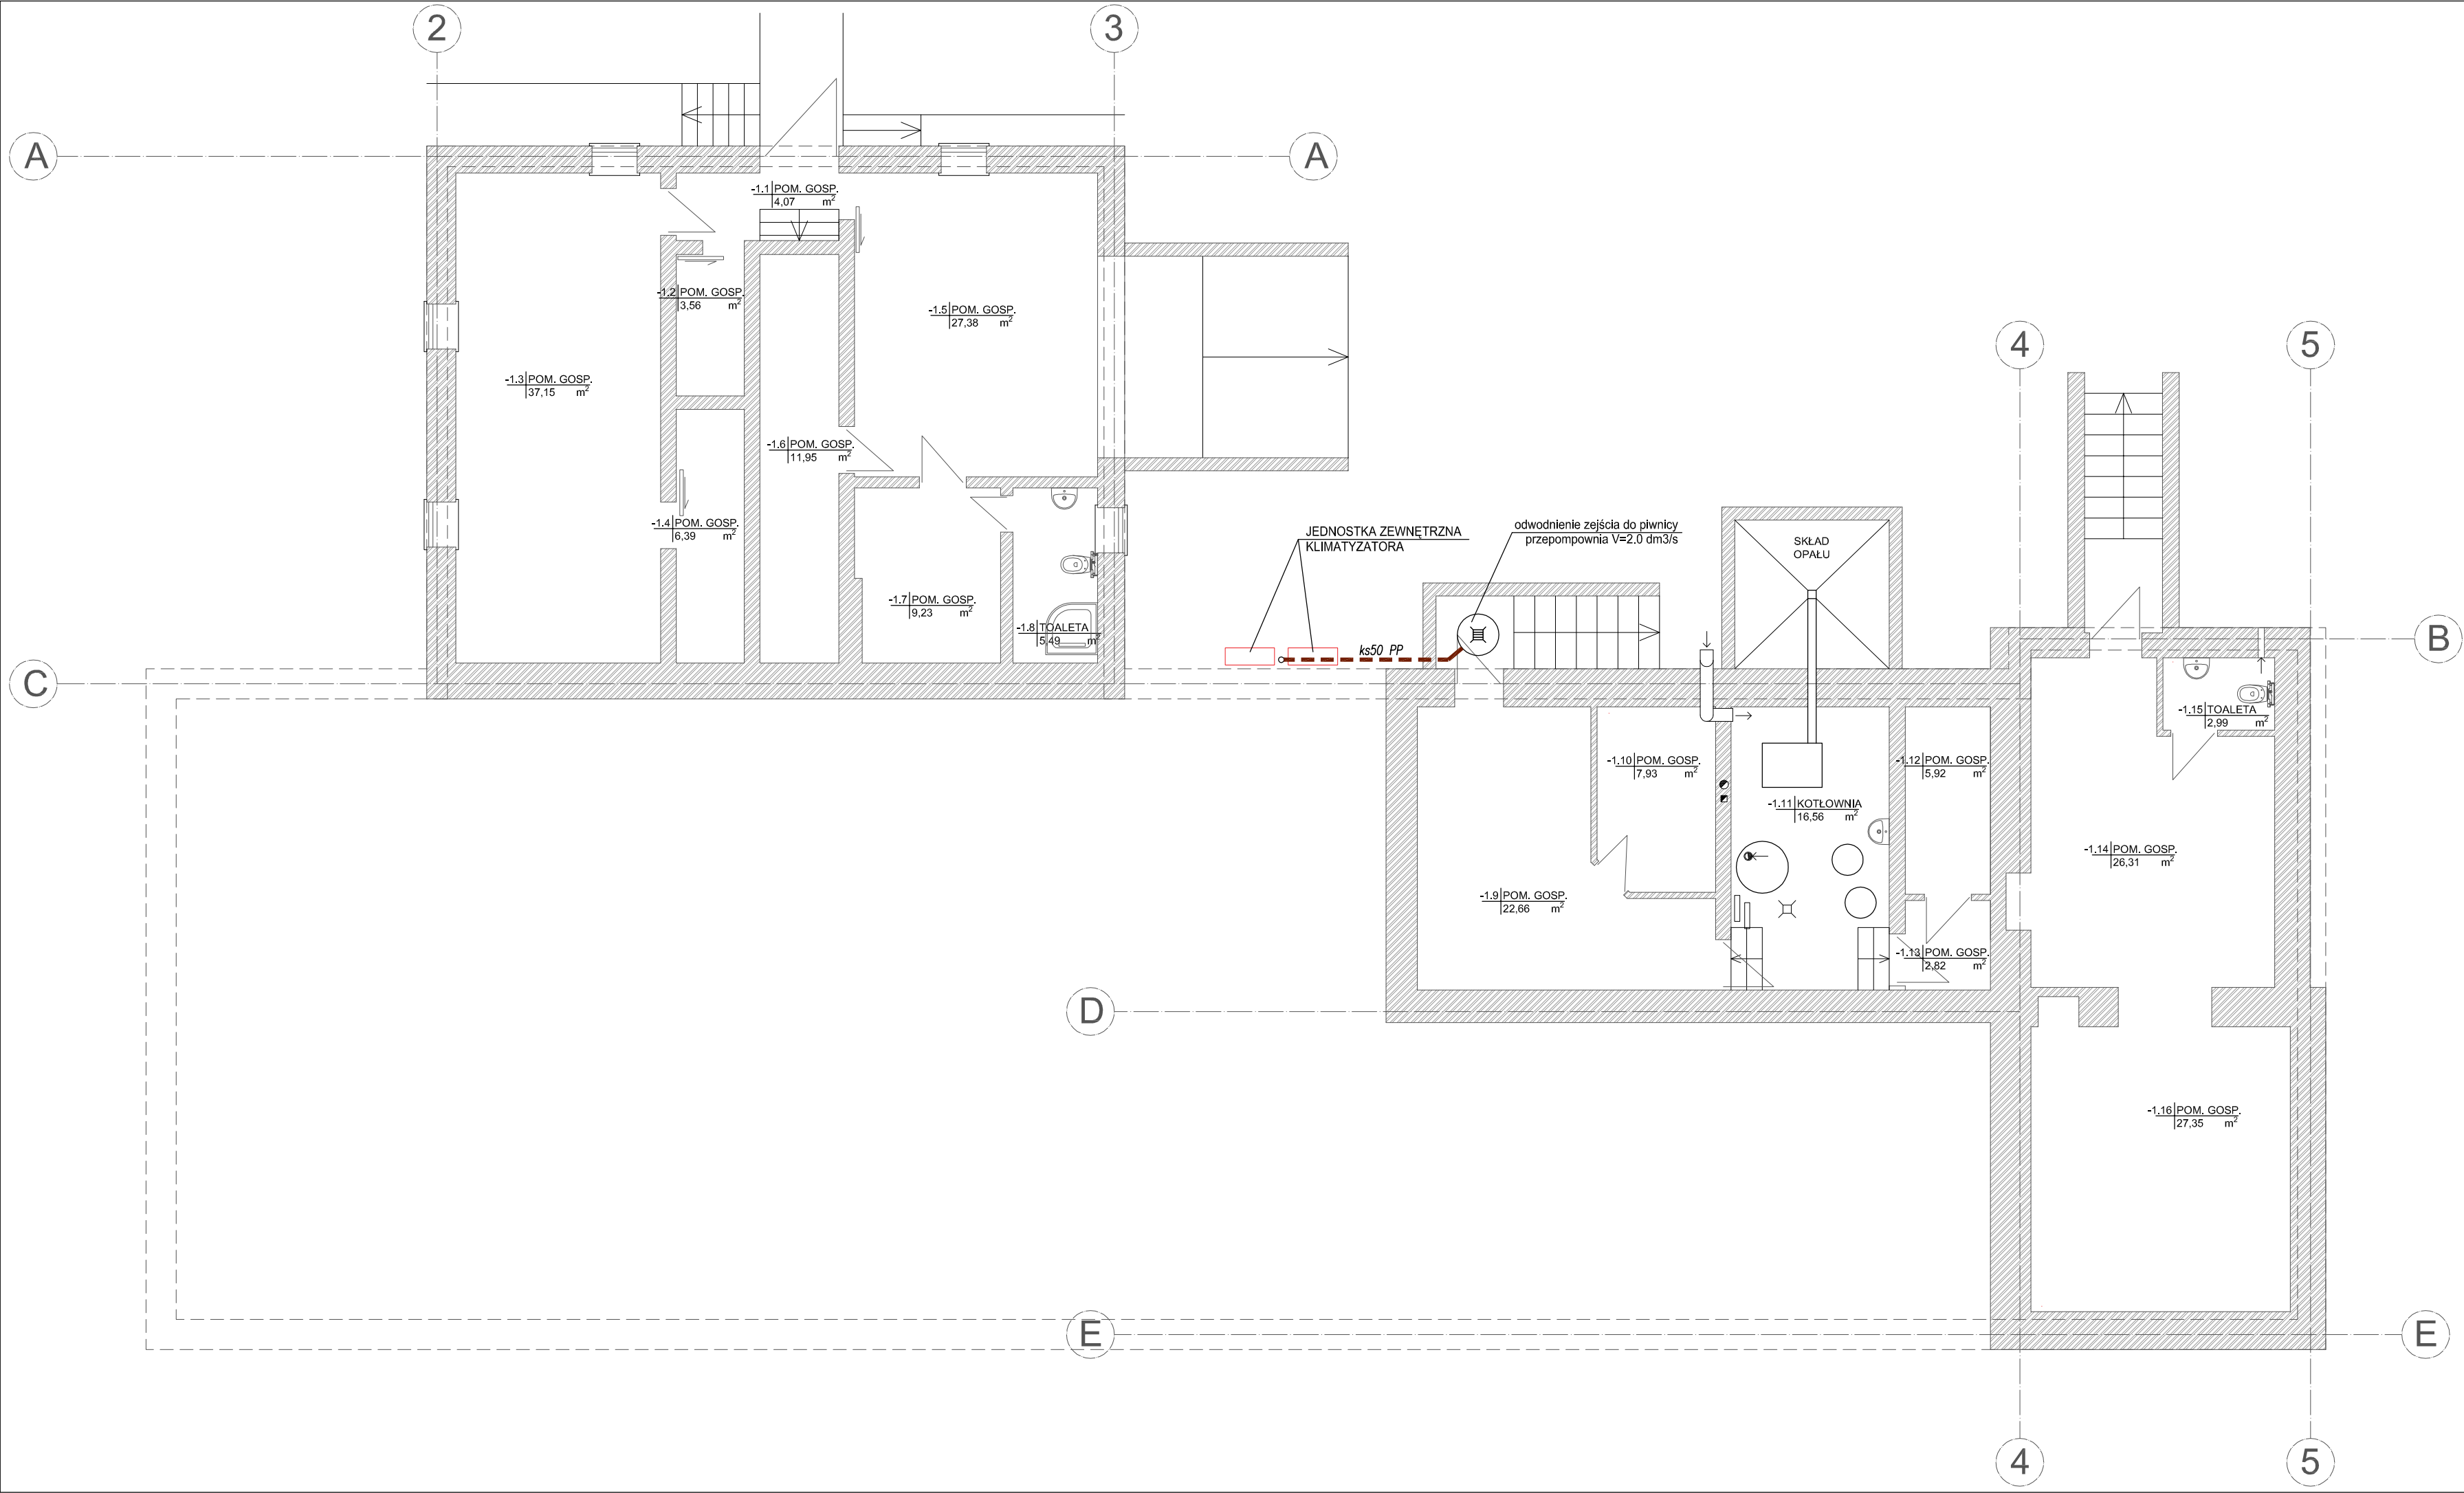 2
3
A
A
-1.1 POM. GOSP.
4,07 m²
-1.2 POM. GOSP.
3,56 m²
-1.5 POM. GOSP.
27,38 m²
4
5
-1.3 POM. GOSP.
37,15 m²
-1.6 POM. GOSP.
11,95 m²
-1.4 POM. GOSP.
6,39 m²
JEDNOSTKA ZEWNĘTRZNA
KLIMATYZATORA
odwodnienie zejścia do piwnicy
przepompownia V=2.0 dm3/s
SKŁAD
OPAŁU
-1.7 POM. GOSP.
9,23 m²
-1.8 TOALETA
5,49 m²
ks50 PP
B
C
-1.15 TOALETA
2,99 m²
-1.10 POM. GOSP.
7,93 m²
-1.12 POM. GOSP.
5,92 m²
-1.11 KOTŁOWNIA
16,56 m²
-1.14 POM. GOSP.
26,31 m²
-1.9 POM. GOSP.
22,66 m²
-1.13 POM. GOSP.
2,82 m²
D
-1.16 POM. GOSP.
27,35 m²
E
E
4
5